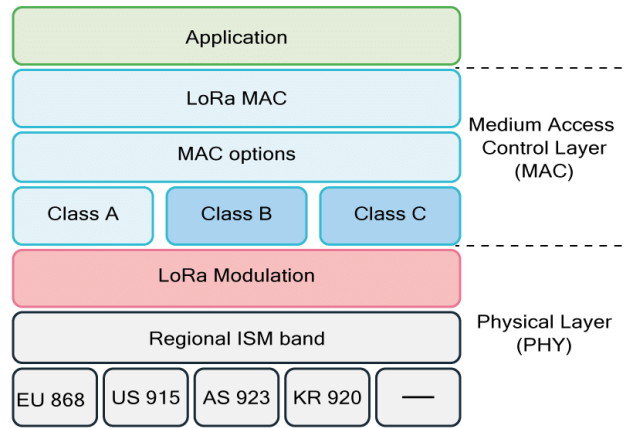 Application
LoRa MAC
Medium Access
Control Layer
(MAC)
MAC options
Class A
Class B
Class C
LoRa Modulation
Physical Layer
(PHY)
Regional ISM band
EU 868
US 915
AS 923
KR 920
—